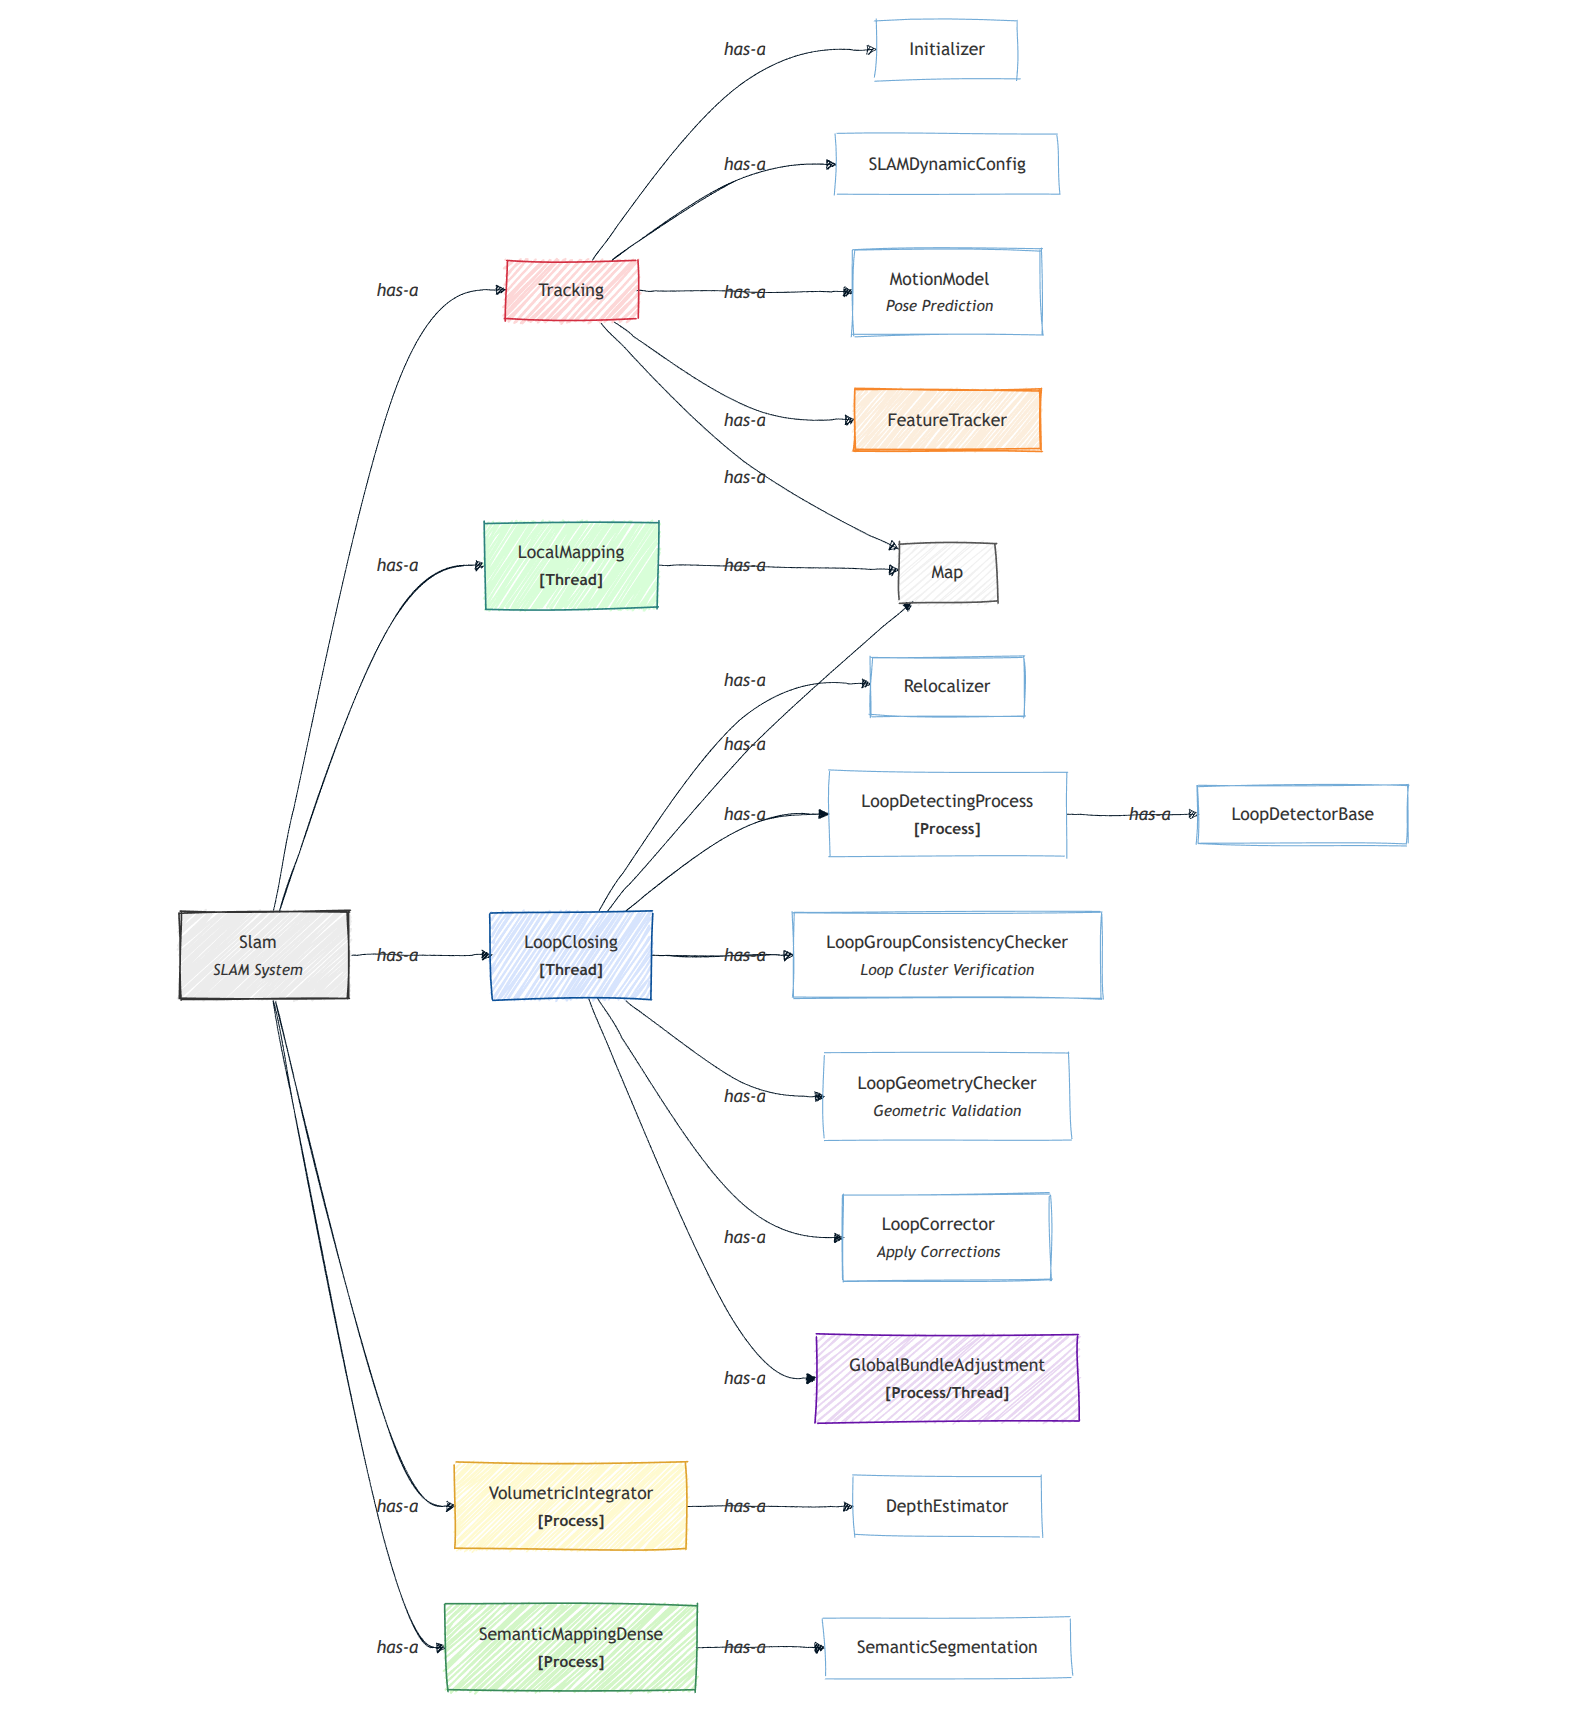 has-a
Initializer
has-a
SLAMDynamicConfig
has-a
Tracking
has-a
MotionModel
Pose Prediction
has-a
FeatureTracker
has-a
has-a
LocalMapping
[Thread]
has-a
Map
has-a
Relocalizer
has-a
has-a
LoopDetectingProcess
[Process]
has-a
LoopDetectorBase
Slam
SLAM System
has-a
LoopClosing
[Thread]
has-a
LoopGroupConsistencyChecker
Loop Cluster Verification
has-a
LoopGeometryChecker
Geometric Validation
has-a
LoopCorrector
Apply Corrections
has-a
GlobalBundleAdjustment
[Process/Thread]
has-a
VolumetricIntegrator
[Process]
has-a
DepthEstimator
has-a
SemanticMappingDense
[Process]
has-a
SemanticSegmentation